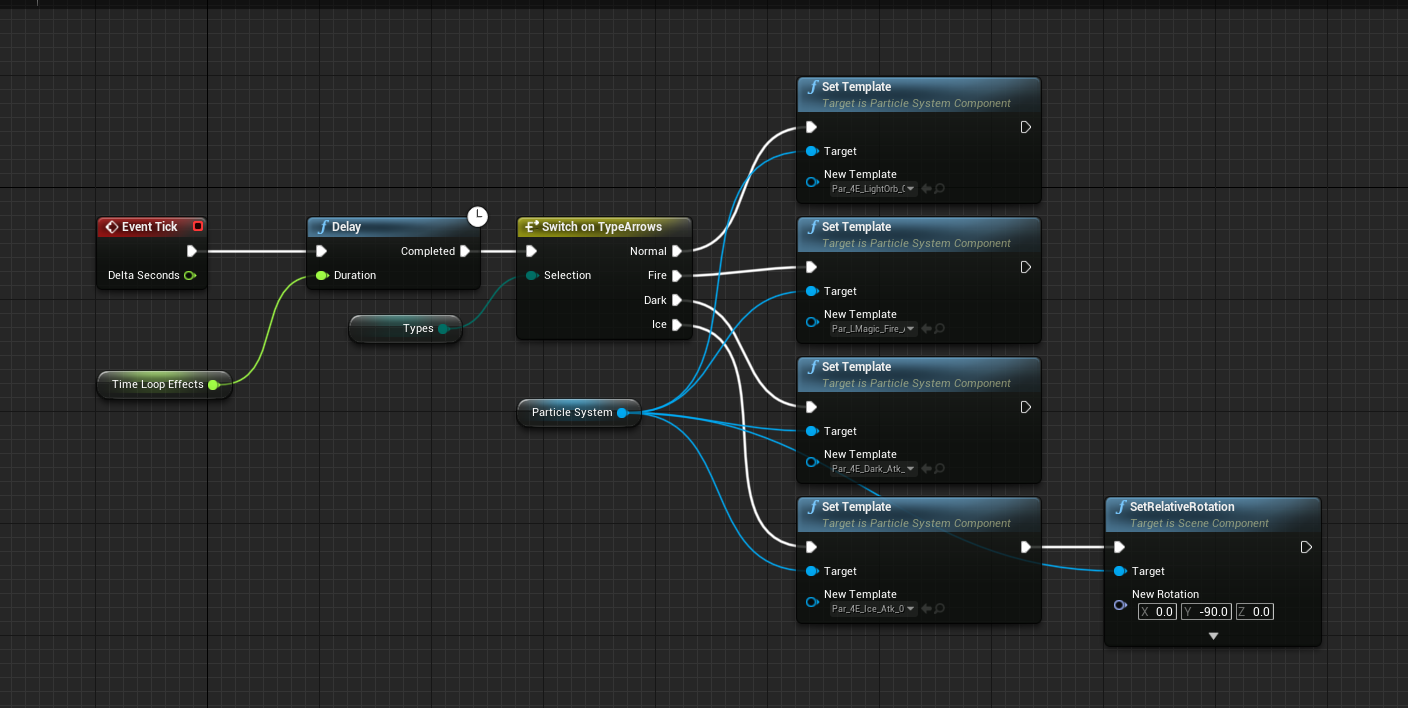 Set Template
Target is Particle System Component
Target
New Template
Par_4E_LightOrb_
Event Tick
Delta Seconds
Delay
Completed
Duration
Switch on TypeArrows
Normal
Selection
Fire
Dark
Ice
Set Template
Target is Particle System Component
Target
New Template
Par_LMagic_Fire_
Types
Time Loop Effects
Particle System
Set Template
Target is Particle System Component
Target
New Template
Par_4E_Dark_Atk_
Set Template
Target is Particle System Component
Target
New Template
Par_4E_Ice_Atk_0
SetRelativeRotation
Target is Scene Component
Target
New Rotation
X 0.0 Y -90.0 Z 0.0